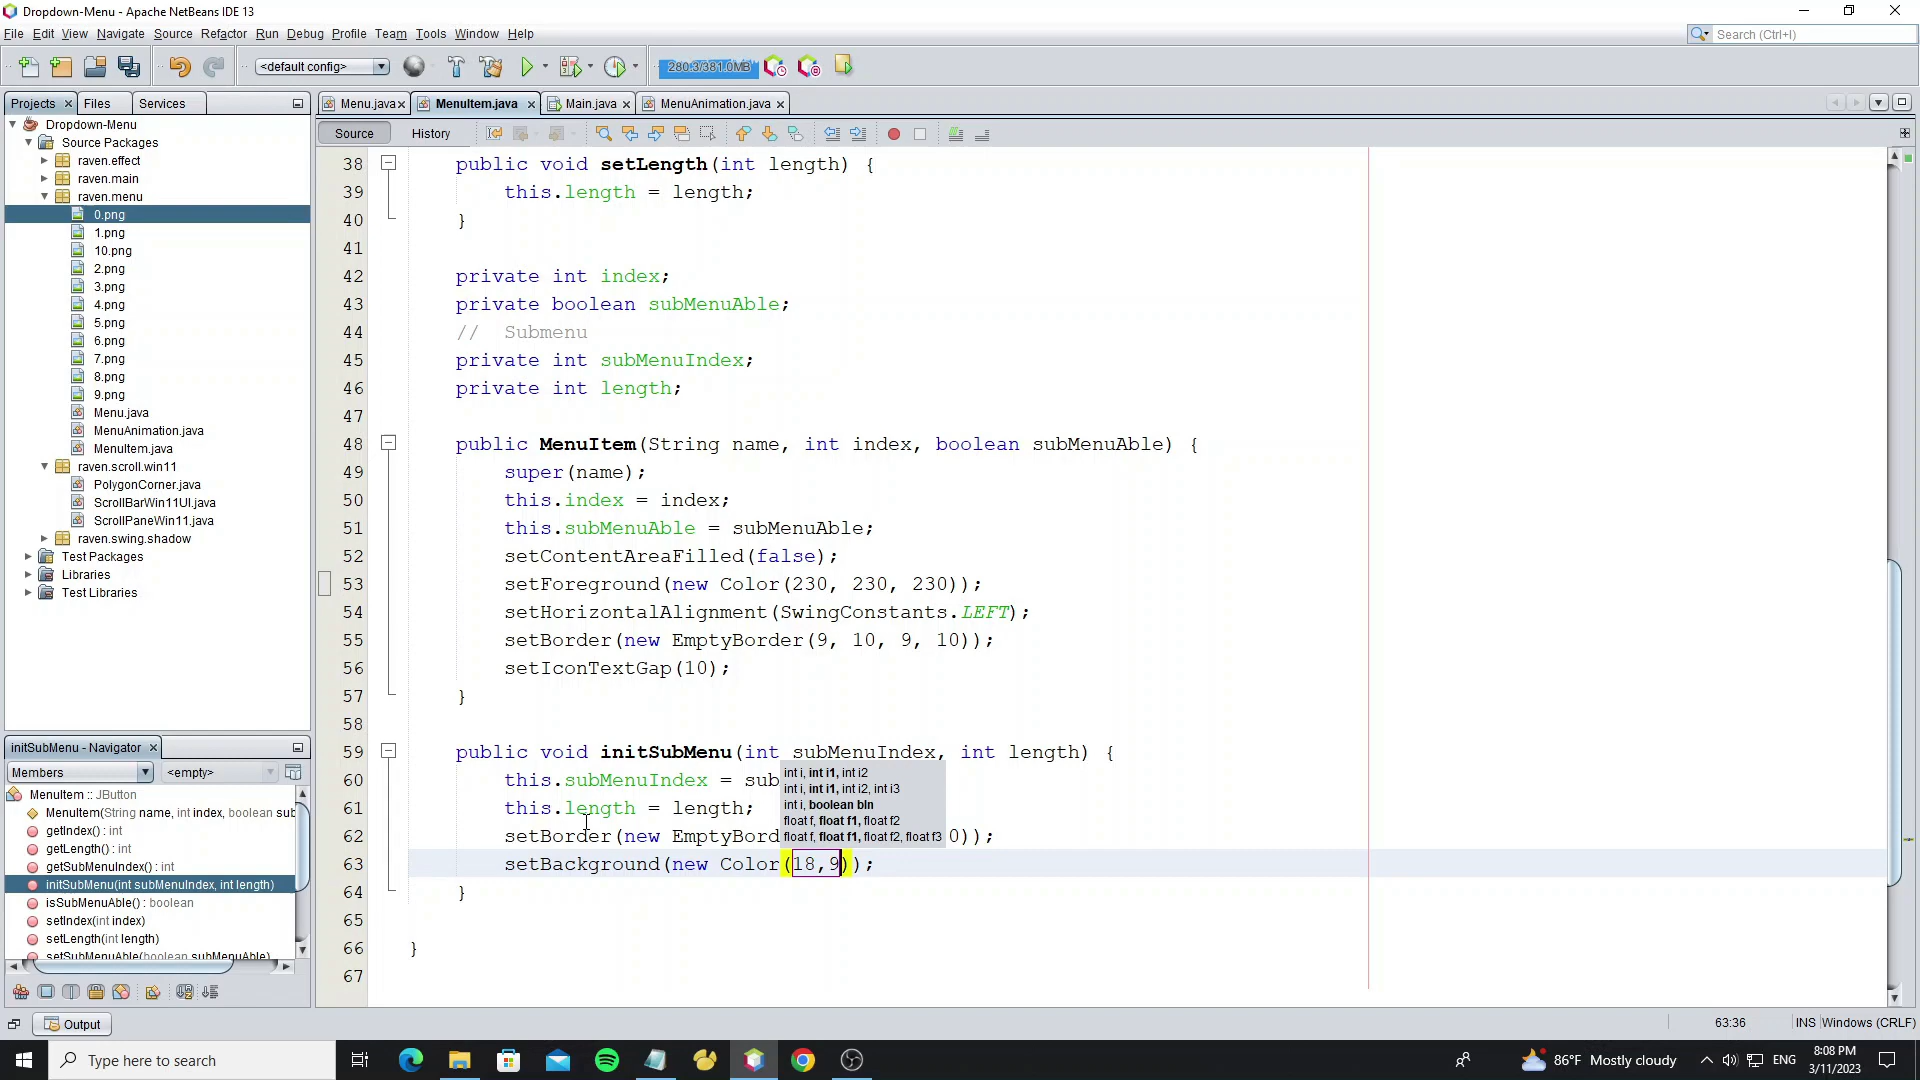 Dropdown-Menu - Apache NetBeans IDE 13
File Edit View Navigate Source Refactor Run Debug Profile Team Tools Window Help
Search (Ctrl+I)
<default config>
280.3/381.0MB
Projects Files Services
Menu.java MenuItem.java Main.java MenuAnimation.java
Source History
Dropdown-Menu
Source Packages
raven.effect
raven.main
raven.menu
0.png
1.png
10.png
2.png
3.png
4.png
5.png
6.png
7.png
8.png
9.png
Menu.java
MenuAnimation.java
MenuItem.java
raven.scroll.win11
PolygonCorner.java
ScrollBarWin11UI.java
ScrollPaneWin11.java
raven.swing.shadow
Test Packages
Libraries
Test Libraries
initSubMenu - Navigator
Members <empty>
MenuItem :: JButton
MenuItem(String name, int index, boolean sub
getIndex() : int
getLength() : int
getSubMenuIndex() : int
initSubMenu(int subMenuIndex, int length)
isSubMenuAble() : boolean
setIndex(int index)
setLength(int length)
setSubMenuAble(boolean subMenuAble)
38 public void setLength(int length) {
39 this.length = length;
40 }
41
42 private int index;
43 private boolean subMenuAble;
44 // Submenu
45 private int subMenuIndex;
46 private int length;
47
48 public MenuItem(String name, int index, boolean subMenuAble) {
49 super(name);
50 this.index = index;
51 this.subMenuAble = subMenuAble;
52 setContentAreaFilled(false);
53 setForeground(new Color(230, 230, 230));
54 setHorizontalAlignment(SwingConstants.LEFT);
55 setBorder(new EmptyBorder(9, 10, 9, 10));
56 setIconTextGap(10);
57 }
58
59 public void initSubMenu(int subMenuIndex, int length) {
60 this.subMenuIndex = sub
61 this.length = length;
62 setBorder(new EmptyBord 0));
63 setBackground(new Color(18,9));
64 }
65
66 }
67
int i, int i1, int i2
int i, int i1, int i2, int i3
int i, boolean bln
float f, float f1, float f2
float f, float f1, float f2, float f3
Output
63:36 INS Windows (CRLF)
Type here to search
86°F Mostly cloudy
ENG
8:08 PM
3/11/2023